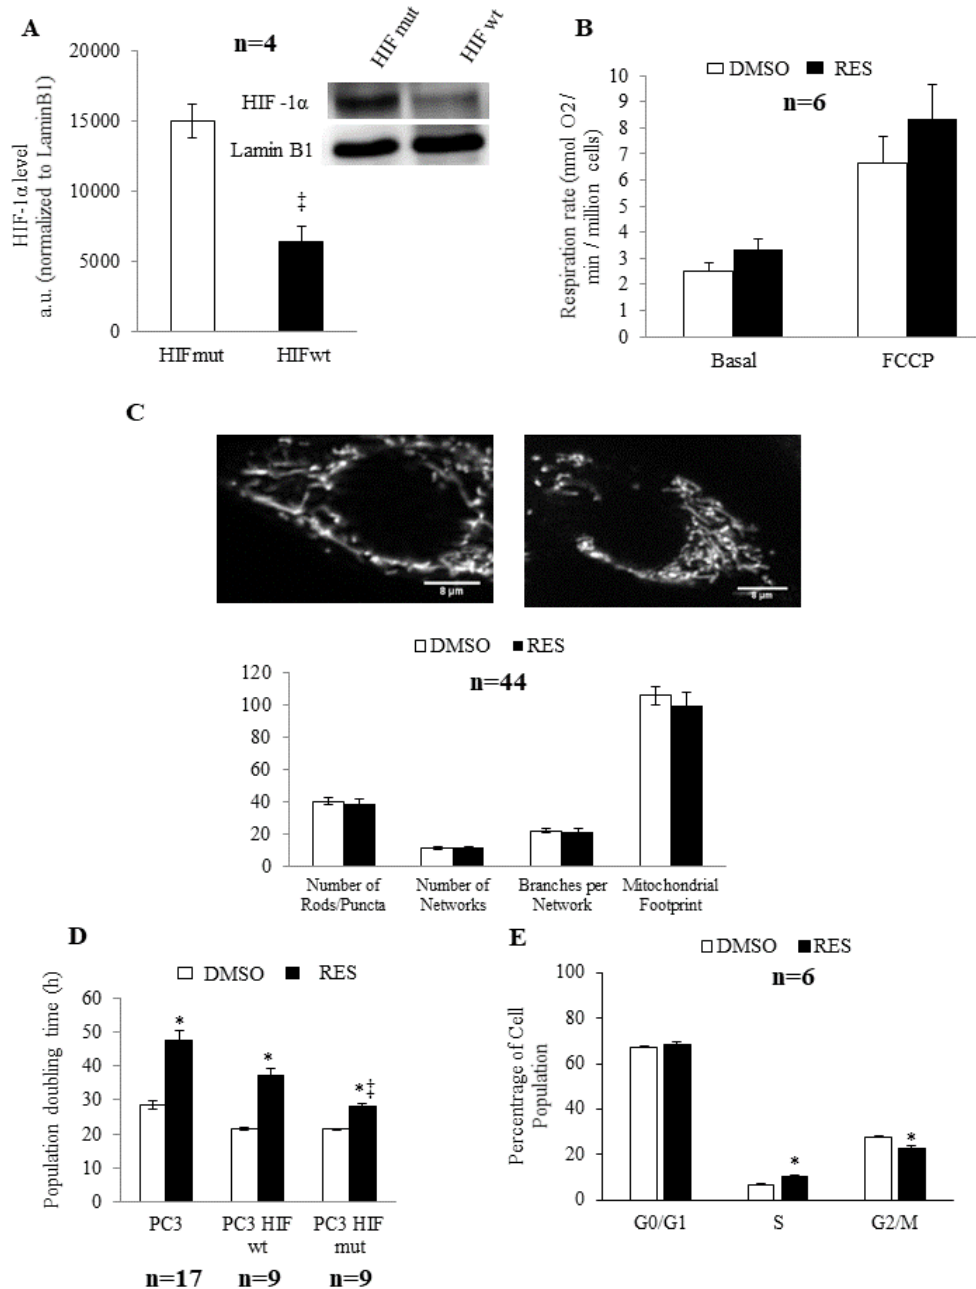 A
n=4
HIF mut
HIF wt
HIF -1α
Lamin B1
HIF-1α level
a.u. (normalized to LaminB1)
20000
15000
10000
5000
0
‡
HIFmut
HIFwt
B
DMSO
RES
n=6
Respiration rate (nmol O2/
min / million cells)
10
9
8
7
6
5
4
3
2
1
0
Basal
FCCP
C
8 µm
8 µm
DMSO
RES
n=44
120
100
80
60
40
20
0
Number of
Rods/Puncta
Number of
Networks
Branches per
Network
Mitochondrial
Footprint
D
DMSO
RES
Population doubling time (h)
60
50
40
30
20
10
0
*
*
*‡
PC3
PC3 HIF
wt
PC3 HIF
mut
n=17
n=9
n=9
E
DMSO
RES
n=6
Percentrage of Cell
Population
100
80
60
40
20
0
*
*
G0/G1
S
G2/M